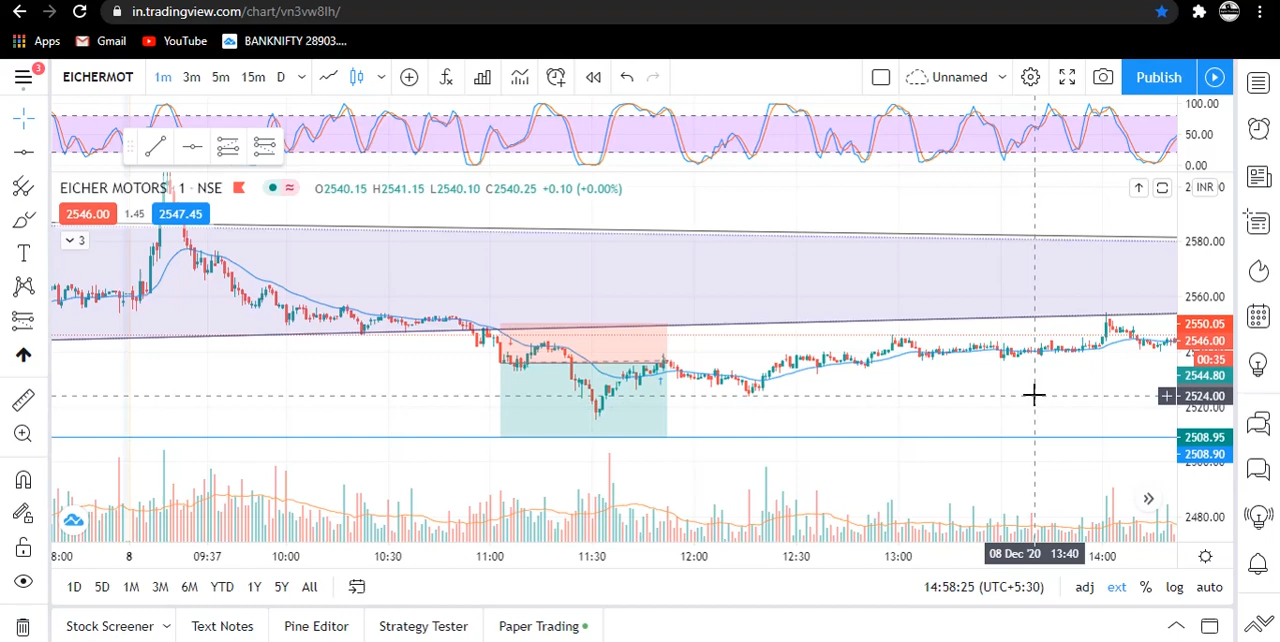 in.tradingview.com/chart/vn3vw8lh/
Apps Gmail YouTube BANKNIFTY 28903....
3
EICHERMOT 1m 3m 5m 15m D Unnamed Publish
100.00
50.00
0.00
EICHER MOTORS 1 · NSE O2540.15 H2541.15 L2540.10 C2540.25 +0.10 (+0.00%) INR
2546.00 1.45 2547.45
3
2580.00
2560.00
2550.05
2546.00
00:35
2544.80
2524.00
2520.00
2508.95
2508.90
2480.00
8:00 8 09:37 10:00 10:30 11:00 11:30 12:00 12:30 13:00 08 Dec '20 13:40 14:00
1D 5D 1M 3M 6M YTD 1Y 5Y All 14:58:25 (UTC+5:30) adj ext % log auto
Stock Screener Text Notes Pine Editor Strategy Tester Paper Trading